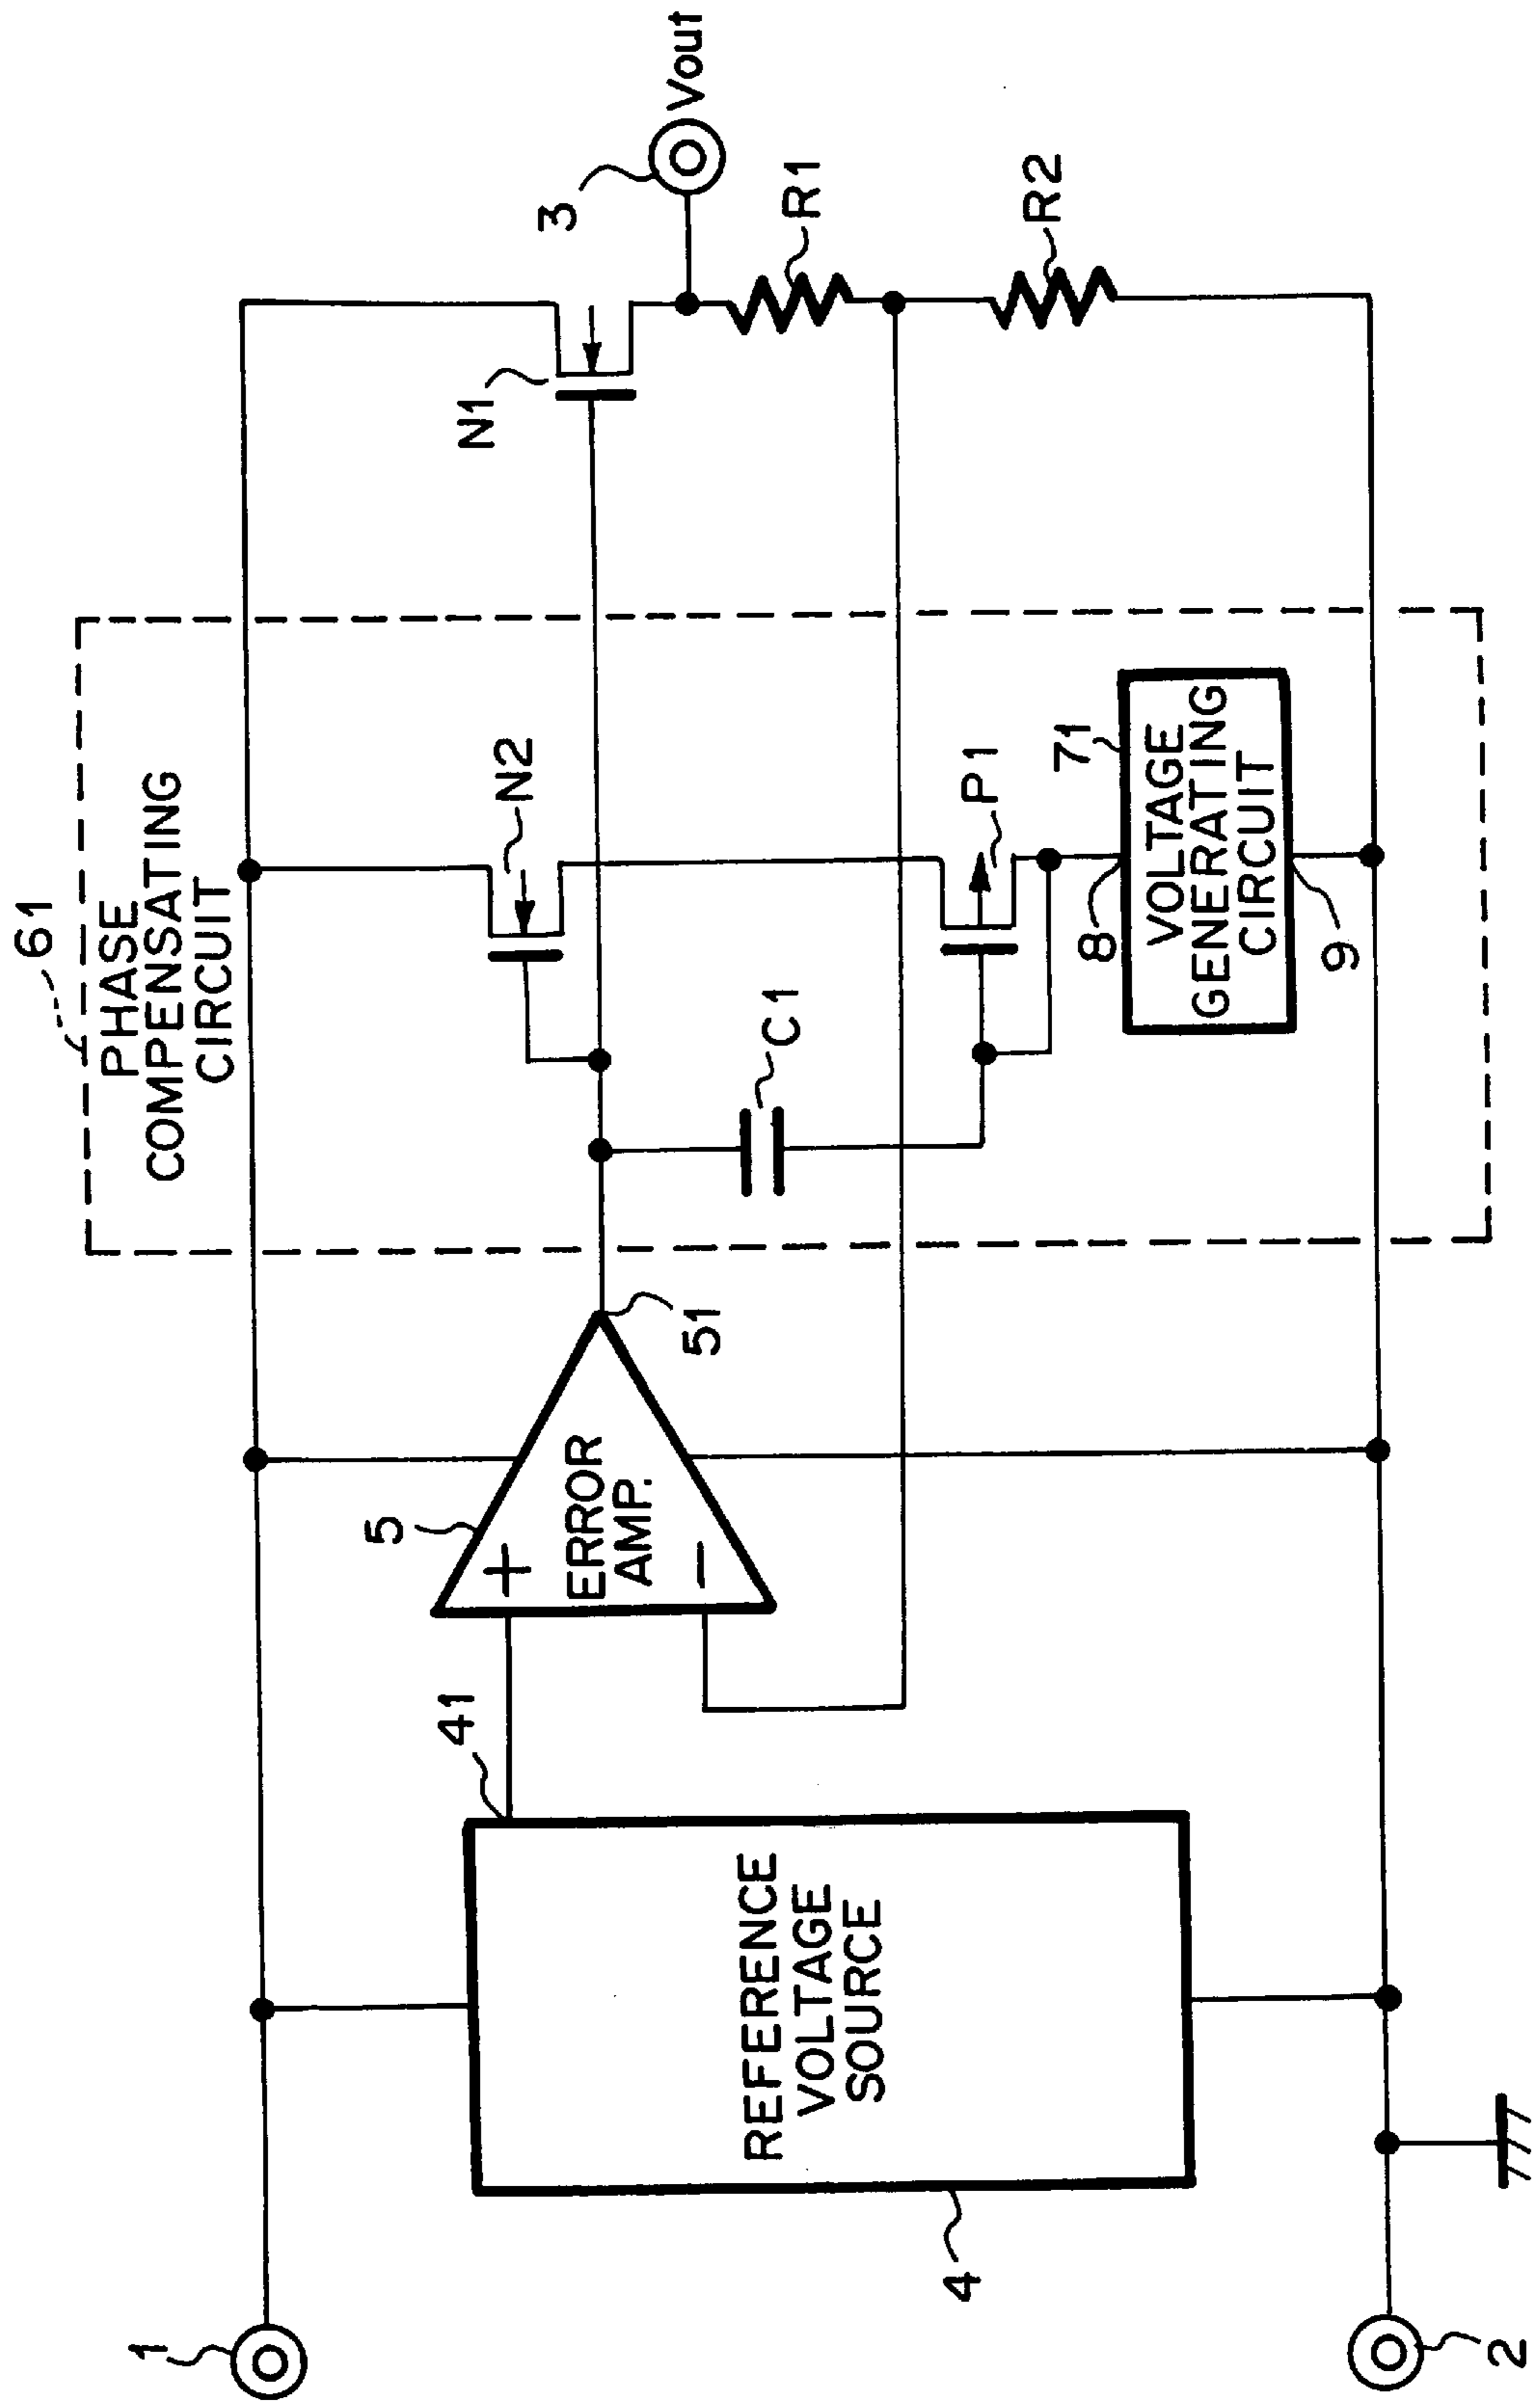 61
PHASE
COMPENSATING
CIRCUIT
1
4
REFERENCE
VOLTAGE
SOURCE
41
5
+
ERROR
AMP.
−
51
C1
N2
P1
8
71
VOLTAGE
GENERATING
CIRCUIT
9
N1
3
Vout
R1
R2
2